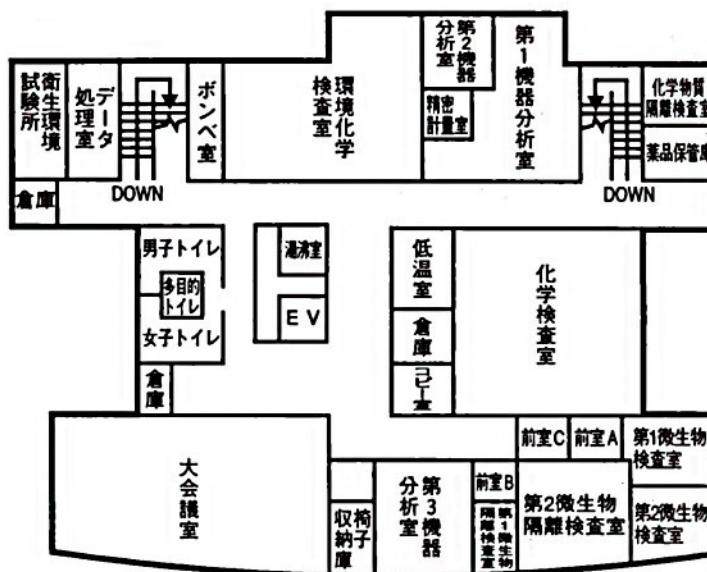 衛生環境
試験所
データ
処理室
DOWN
ボンベ室
環境化学
検査室
第2機器
分析室
精密
計量室
第1機器分析室
DOWN
化学物質
隔離検査室
薬品保管庫
倉庫
男子トイレ
多目的
トイレ
女子トイレ
倉庫
湯沸室
EV
低温室
倉庫
コピー室
化学検査室
大会議室
椅子
収納庫
第3機器
分析室
前室B
第1微生物
隔離検査室
前室C
前室A
第2微生物
隔離検査室
第1微生物
検査室
第2微生物
検査室